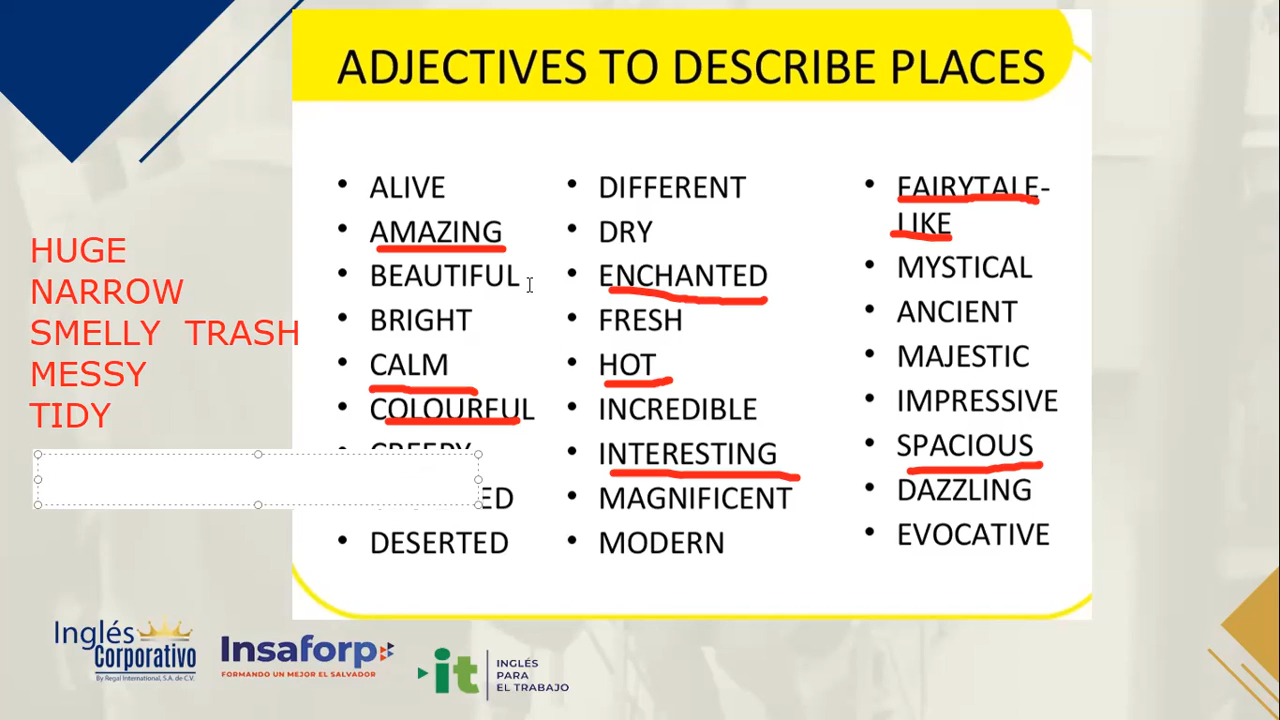 ADJECTIVES TO DESCRIBE PLACES
HUGE
NARROW
SMELLY TRASH
MESSY
TIDY
• ALIVE
• AMAZING
• BEAUTIFUL
• BRIGHT
• CALM
• COLOURFUL
• CREEPY
ED
• DESERTED
• DIFFERENT
• DRY
• ENCHANTED
• FRESH
• HOT
• INCREDIBLE
• INTERESTING
• MAGNIFICENT
• MODERN
• FAIRYTALE-
LIKE
• MYSTICAL
• ANCIENT
• MAJESTIC
• IMPRESSIVE
• SPACIOUS
• DAZZLING
• EVOCATIVE
Inglés
Corporativo
By Regal International, S.A. de C.V.
Insaforp
FORMANDO UN MEJOR EL SALVADOR
it
INGLÉS
PARA
EL TRABAJO